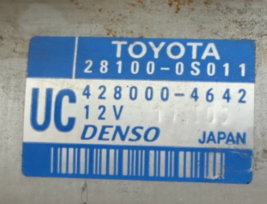 TOYOTA
28100-0S011
UC 428000-4642
12V
DENSO JAPAN